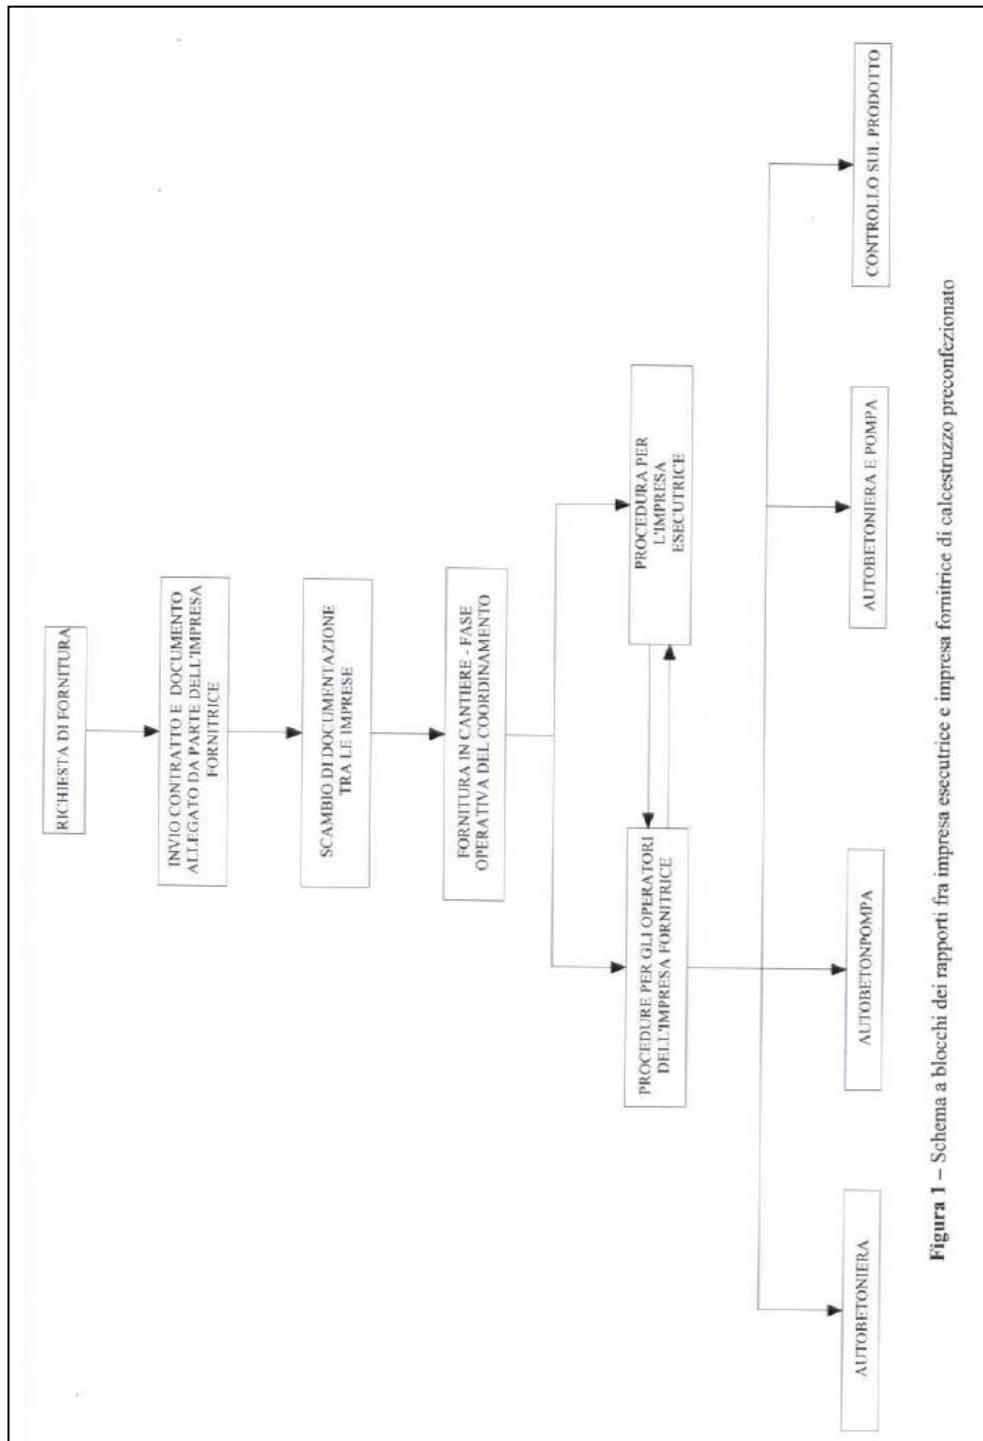 RICHIESTA DI FORNITURA
INVIO CONTRATTO E DOCUMENTO
ALLEGATO DA PARTE DELL'IMPRESA
FORNITRICE
SCAMBIO DI DOCUMENTAZIONE
TRA LE IMPRESE
FORNITURA IN CANTIERE - FASE
OPERATIVA DEL COORDINAMENTO
PROCEDURE PER GLI OPERATORI
DELL'IMPRESA FORNITRICE
PROCEDURA PER
L'IMPRESA
ESECUTRICE
AUTOBETONIERA
AUTOBETONPOMPA
AUTOBETONIERA E POMPA
CONTROLLO SUL PRODOTTO
Figura 1 – Schema a blocchi dei rapporti fra impresa esecutrice e impresa fornitrice di calcestruzzo preconfezionato